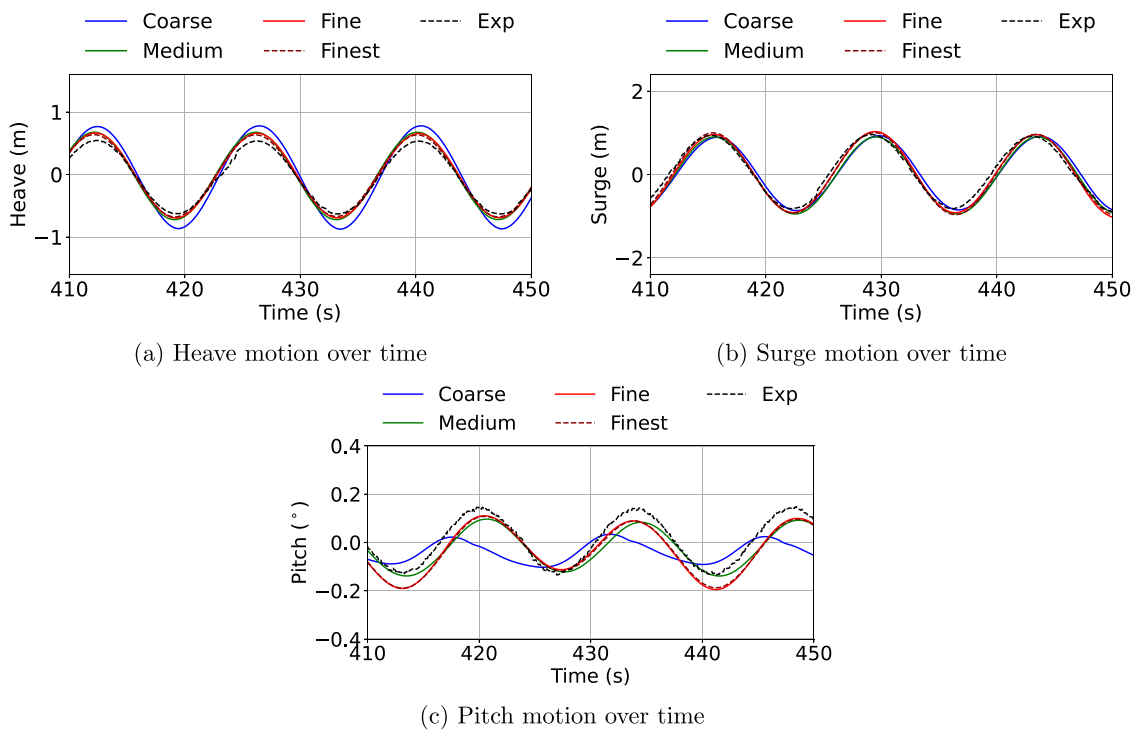 Coarse Fine Exp
Medium Finest
Heave (m)
1
0
−1
410 420 430 440 450
Time (s)
(a) Heave motion over time
Coarse Fine Exp
Medium Finest
Surge (m)
2
0
−2
410 420 430 440 450
Time (s)
(b) Surge motion over time
Coarse Fine Exp
Medium Finest
Pitch (°)
0.4
0.2
0.0
−0.2
−0.4
410 420 430 440 450
Time (s)
(c) Pitch motion over time